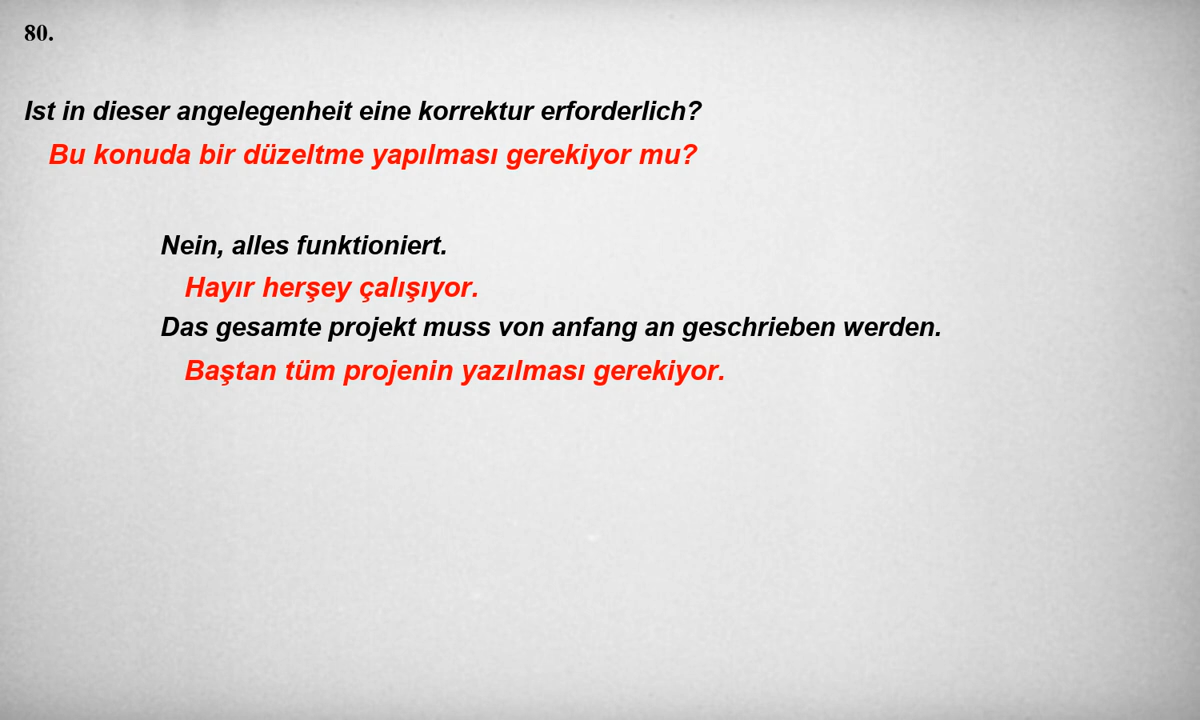 80.
Ist in dieser angelegenheit eine korrektur erforderlich?
Bu konuda bir düzeltme yapılması gerekiyor mu?
Nein, alles funktioniert.
Hayır herşey çalışıyor.
Das gesamte projekt muss von anfang an geschrieben werden.
Baştan tüm projenin yazılması gerekiyor.